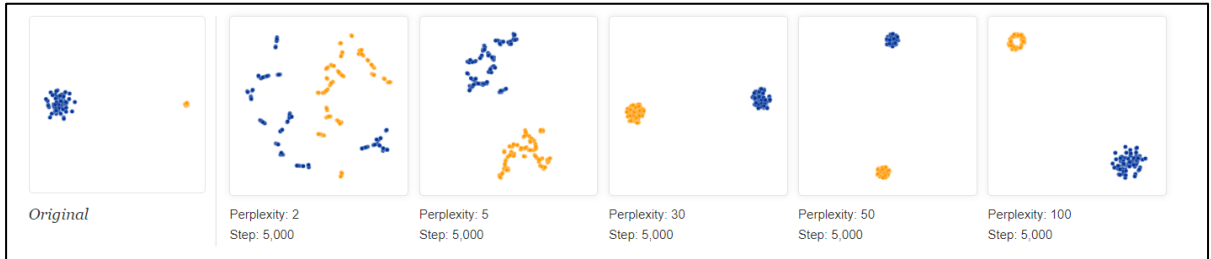 Original
Perplexity: 2
Step: 5,000
Perplexity: 5
Step: 5,000
Perplexity: 30
Step: 5,000
Perplexity: 50
Step: 5,000
Perplexity: 100
Step: 5,000